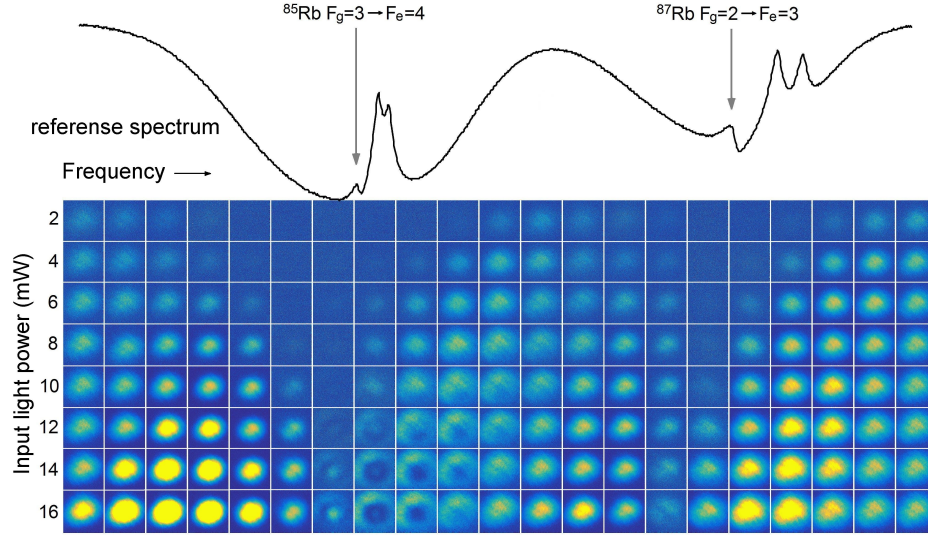 ⁸⁵Rb Fg=3→Fe=4
⁸⁷Rb Fg=2→Fe=3
referense spectrum
Frequency →
Input light power (mW)
2
4
6
8
10
12
14
16